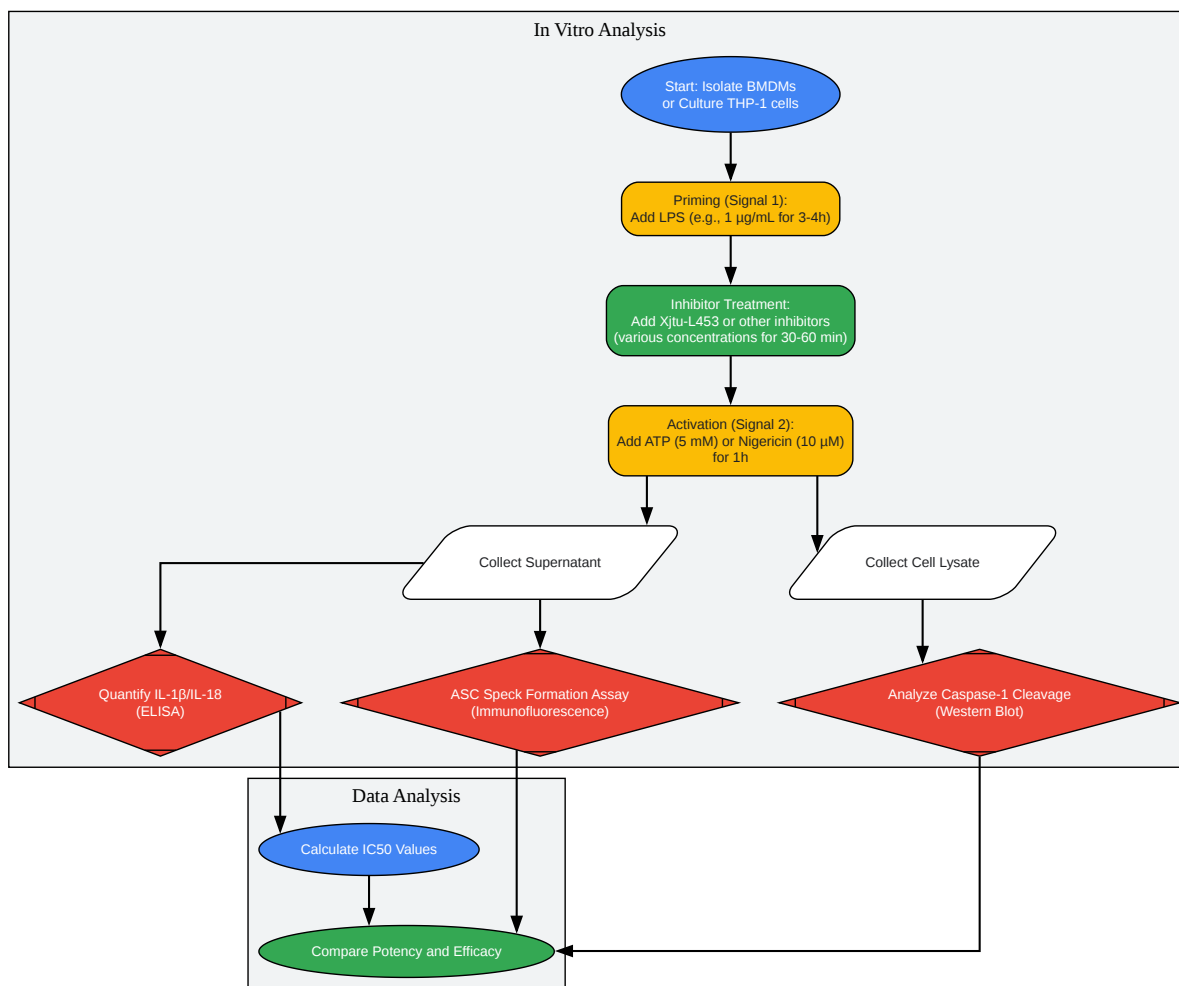 In Vitro Analysis
Start: Isolate BMDMs
or Culture THP-1 cells
Priming (Signal 1):
Add LPS (e.g., 1 µg/mL for 3-4h)
Inhibitor Treatment:
Add Xjtu-L453 or other inhibitors
(various concentrations for 30-60 min)
Activation (Signal 2):
Add ATP (5 mM) or Nigericin (10 µM)
for 1h
Collect Supernatant
Collect Cell Lysate
Quantify IL-1β/IL-18
(ELISA)
ASC Speck Formation Assay
(Immunofluorescence)
Analyze Caspase-1 Cleavage
(Western Blot)
Data Analysis
Calculate IC50 Values
Compare Potency and Efficacy